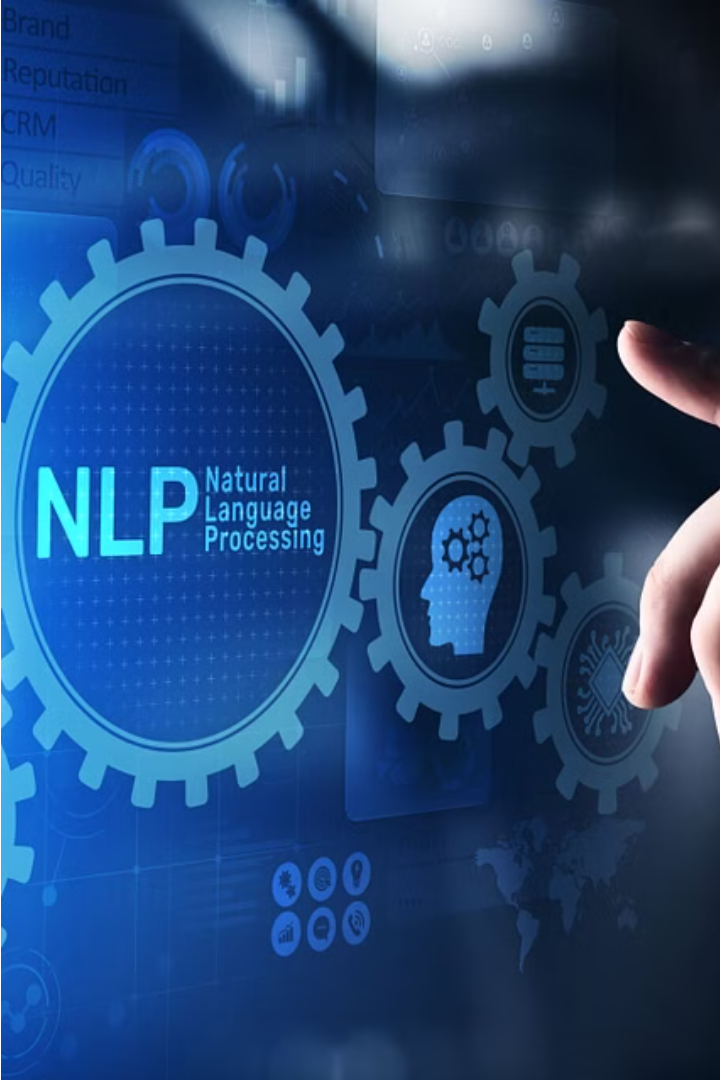 Brand
Reputation
CRM
Quality
NLP
Natural
Language
Processing